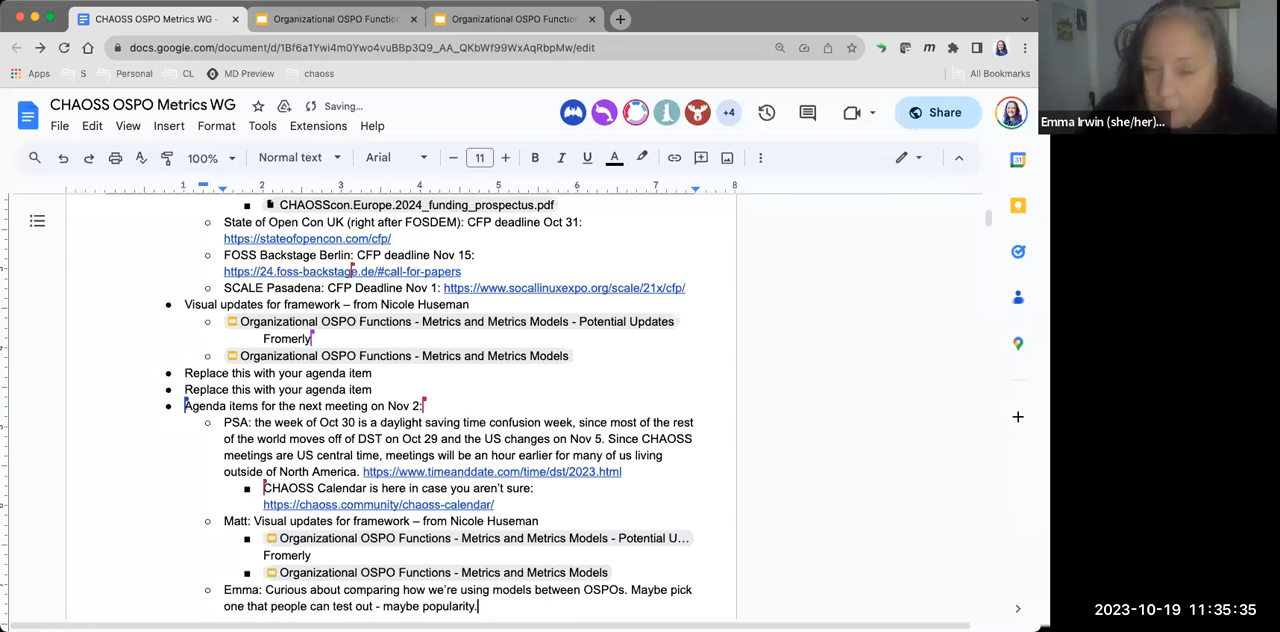 CHAOSS OSPO Metrics WG -
Organizational OSPO Function
Organizational OSPO Function
docs.google.com/document/d/1Bf6a1Ywi4m0Ywo4vuBBp3Q9_AA_QKbWf99WxAqRbpMw/edit
Apps
S
Personal
CL
MD Preview
chaoss
All Bookmarks
CHAOSS OSPO Metrics WG
Saving...
File Edit View Insert Format Tools Extensions Help
+4
Share
Emma Irwin (she/her)...
100%
Normal text
Arial
11
B I U A
1 2 3 4 5 6 7 8
CHAOSScon.Europe.2024_funding_prospectus.pdf
State of Open Con UK (right after FOSDEM): CFP deadline Oct 31:
https://stateofopencon.com/cfp/
FOSS Backstage Berlin: CFP deadline Nov 15:
https://24.foss-backstage.de/#call-for-papers
SCALE Pasadena: CFP Deadline Nov 1: https://www.socallinuxexpo.org/scale/21x/cfp/
Visual updates for framework – from Nicole Huseman
Organizational OSPO Functions - Metrics and Metrics Models - Potential Updates
Fromerly
Organizational OSPO Functions - Metrics and Metrics Models
Replace this with your agenda item
Replace this with your agenda item
Agenda items for the next meeting on Nov 2:
PSA: the week of Oct 30 is a daylight saving time confusion week, since most of the rest
of the world moves off of DST on Oct 29 and the US changes on Nov 5. Since CHAOSS
meetings are US central time, meetings will be an hour earlier for many of us living
outside of North America. https://www.timeanddate.com/time/dst/2023.html
CHAOSS Calendar is here in case you aren’t sure:
https://chaoss.community/chaoss-calendar/
Matt: Visual updates for framework – from Nicole Huseman
Organizational OSPO Functions - Metrics and Metrics Models - Potential U...
Fromerly
Organizational OSPO Functions - Metrics and Metrics Models
Emma: Curious about comparing how we’re using models between OSPOs. Maybe pick
one that people can test out - maybe popularity.
2023-10-19 11:35:35